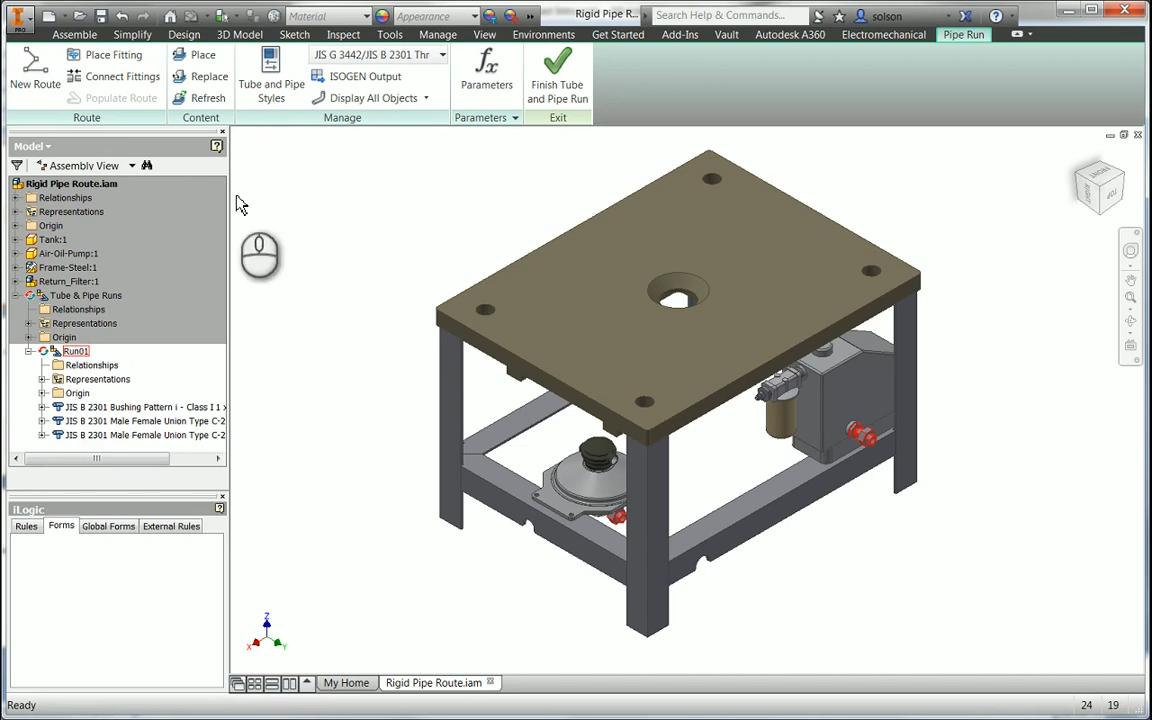 PRO Material Appearance Rigid Pipe R... Search Help & Commands... solson
Assembly Simplify Design 3D Model Sketch Inspect Tools Manage View Environments Get Started Add-Ins Vault Autodesk A360 Electromechanical Pipe Run
New Route
Place Fitting
Connect Fittings
Populate Route
Route
Place
Replace
Refresh
Content
Tube and Pipe
Styles
JIS G 3442/JIS B 2301 Thr
ISOGEN Output
Display All Objects
Manage
fx
Parameters
Parameters
Finish Tube
and Pipe Run
Exit
Model
Assembly View
Rigid Pipe Route.iam
Relationships
Representations
Origin
Tank:1
Air-Oil-Pump:1
Frame-Steel:1
Return_Filter:1
Tube & Pipe Runs
Relationships
Representations
Origin
Run01
Relationships
Representations
Origin
JIS B 2301 Bushing Pattern i - Class I 1 x
JIS B 2301 Male Female Union Type C-2
JIS B 2301 Male Female Union Type C-2
iLogic
Rules Forms Global Forms External Rules
FRONT
RIGHT
TOP
Z
X
Y
My Home Rigid Pipe Route.iam
Ready 24 19